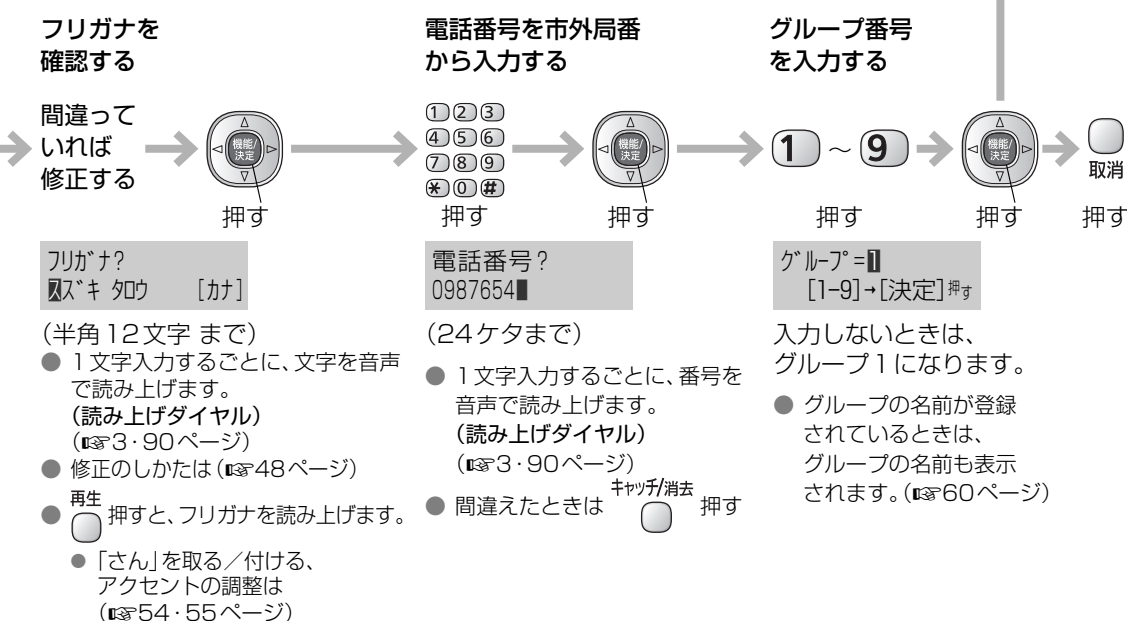 フリガナを
確認する
間違って
いれば
修正する
機能/
決定
押す
ﾌﾘｶﾞﾅ?
ｽｽﾞｷ ﾀﾛｳ [ｶﾅ]
(半角12文字 まで)
● 1文字入力するごとに、文字を音声
で読み上げます。
(読み上げダイヤル)
(☞3・90ページ)
● 修正のしかたは(☞48ページ)
再生
● 押すと、フリガナを読み上げます。
● 「さん」を取る／付ける、
アクセントの調整は
(☞54・55ページ)
電話番号を市外局番
から入力する
1 2 3
4 5 6
7 8 9
* 0 #
押す
機能/
決定
押す
電話番号?
0987654
(24ケタまで)
● 1文字入力するごとに、番号を
音声で読み上げます。
(読み上げダイヤル)
(☞3・90ページ)
キャッチ/消去
● 間違えたときは 押す
グループ番号
を入力する
1 ～ 9
押す
機能/
決定
押す
取消
押す
ｸﾞﾙｰﾌﾟ=1
[1-9]→[決定]押す
入力しないときは、
グループ1になります。
● グループの名前が登録
されているときは、
グループの名前も表示
されます。(☞60ページ)